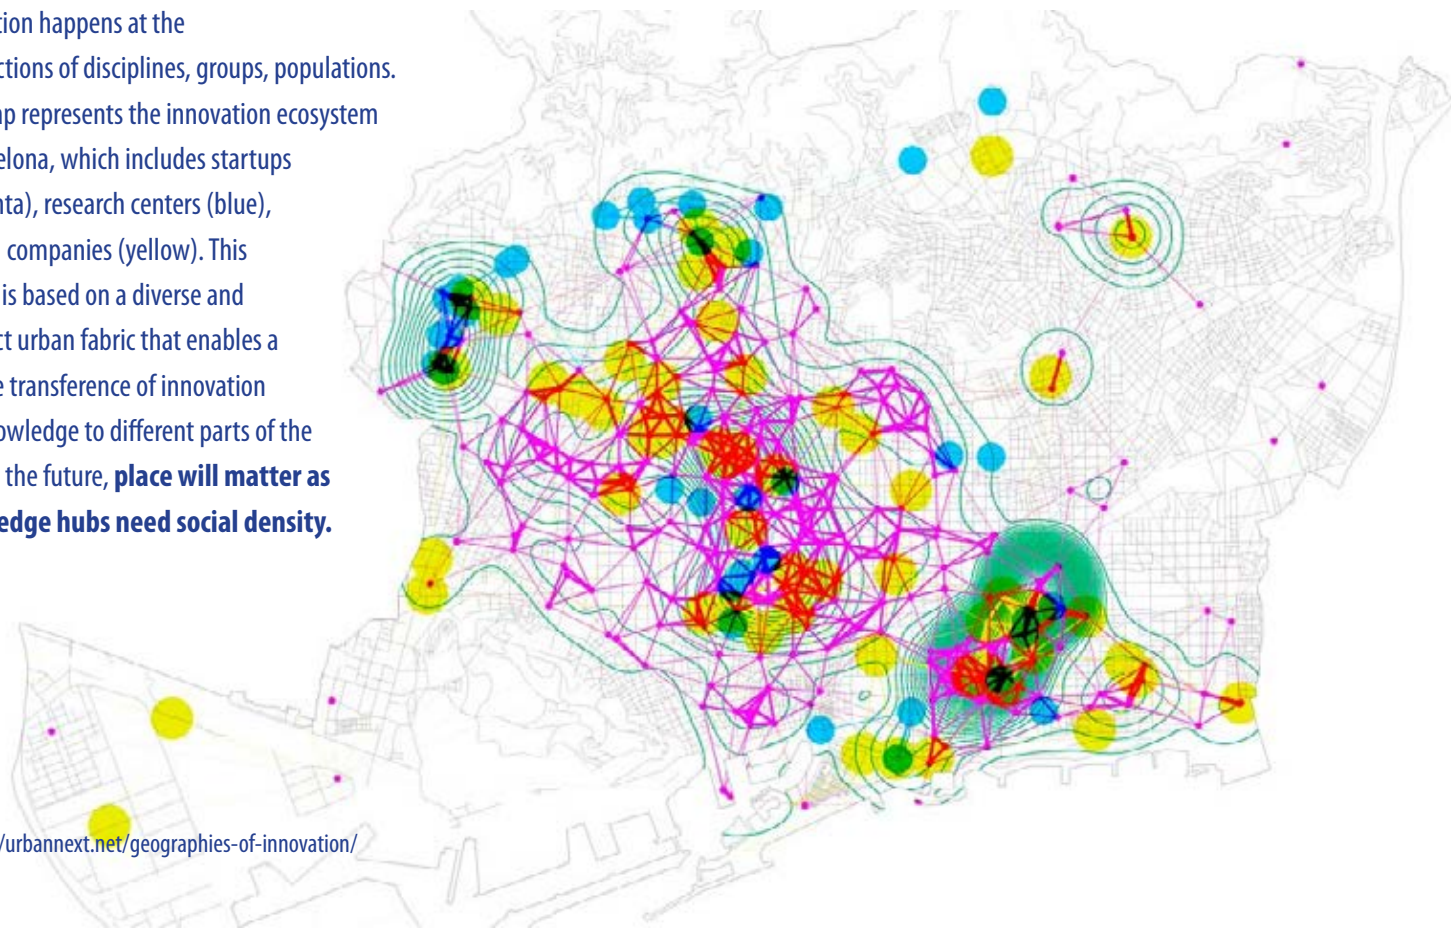 tion happens at the
ctions of disciplines, groups, populations.
ap represents the innovation ecosystem
elona, which includes startups
nta), research centers (blue),
companies (yellow). This
is based on a diverse and
ct urban fabric that enables a
e transference of innovation
owledge to different parts of the
the future, place will matter as
edge hubs need social density.
/urbannext.net/geographies-of-innovation/